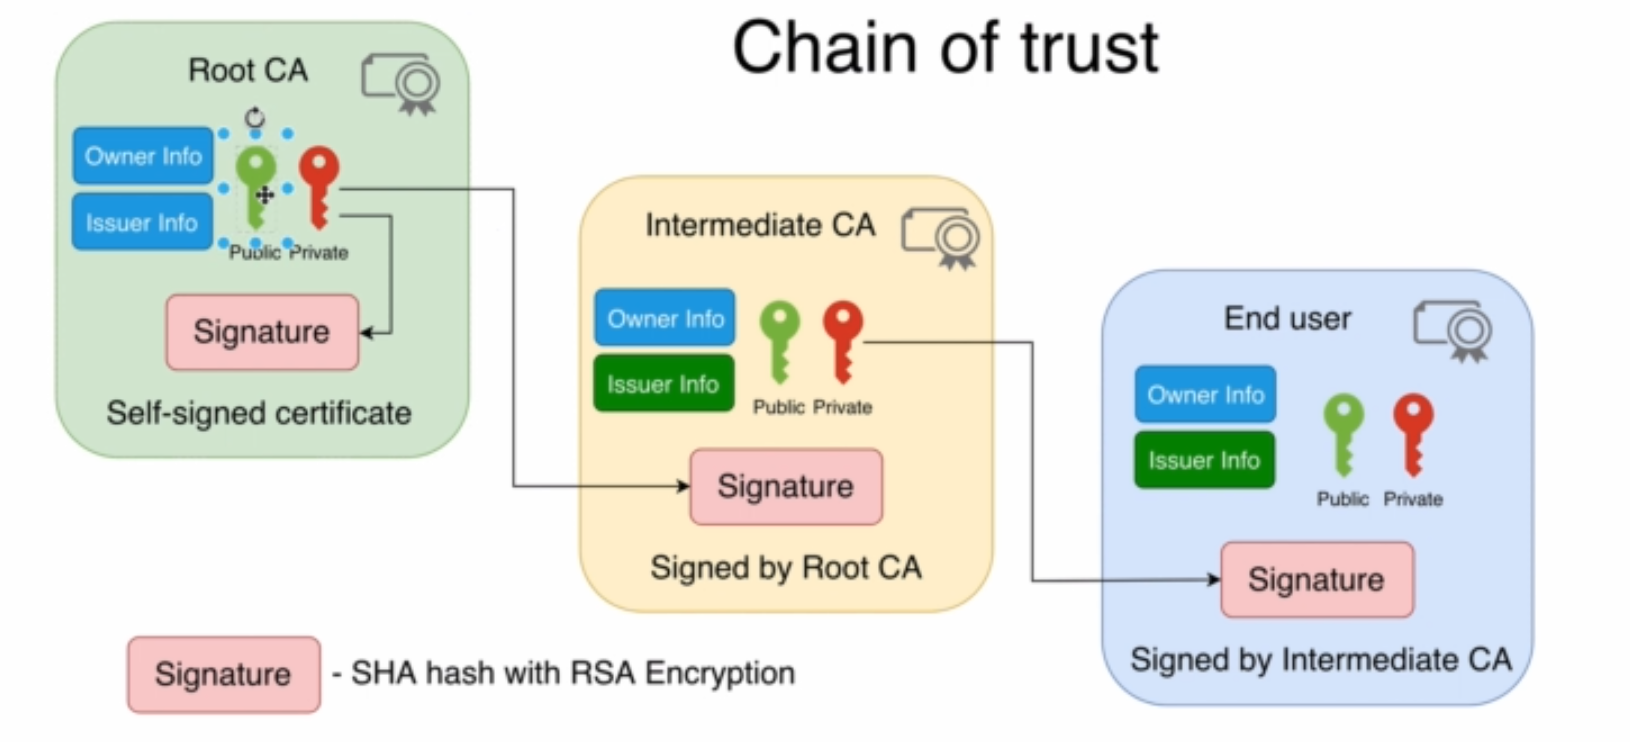 Chain of trust
Root CA
Owner Info
Issuer Info
Public Private
Signature
Self-signed certificate
Intermediate CA
Owner Info
Issuer Info
Public Private
Signature
Signed by Root CA
End user
Owner Info
Issuer Info
Public Private
Signature
Signed by Intermediate CA
Signature - SHA hash with RSA Encryption